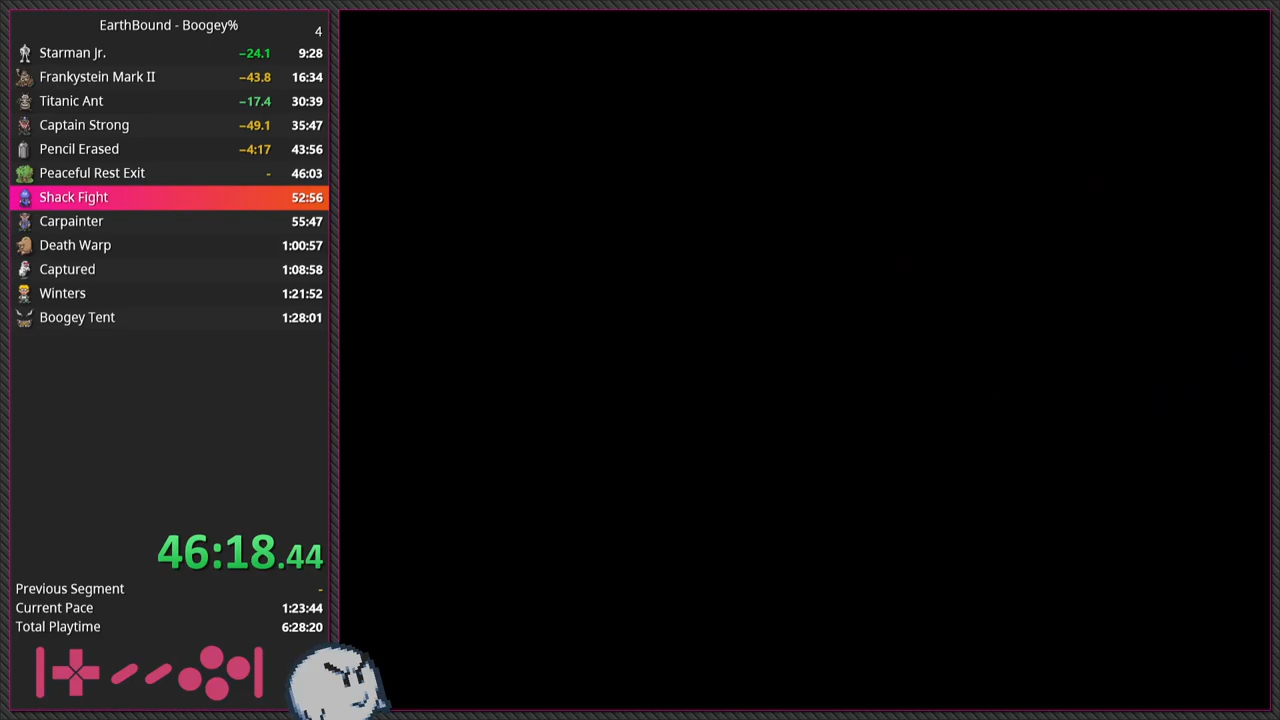 EarthBound - Boogey%
4
Starman Jr. −24.1 9:28
Frankystein Mark II −43.8 16:34
Titanic Ant −17.4 30:39
Captain Strong −49.1 35:47
Pencil Erased −4:17 43:56
Peaceful Rest Exit - 46:03
Shack Fight 52:56
Carpainter 55:47
Death Warp 1:00:57
Captured 1:08:58
Winters 1:21:52
Boogey Tent 1:28:01
46:18.44
Previous Segment -
Current Pace 1:23:44
Total Playtime 6:28:20